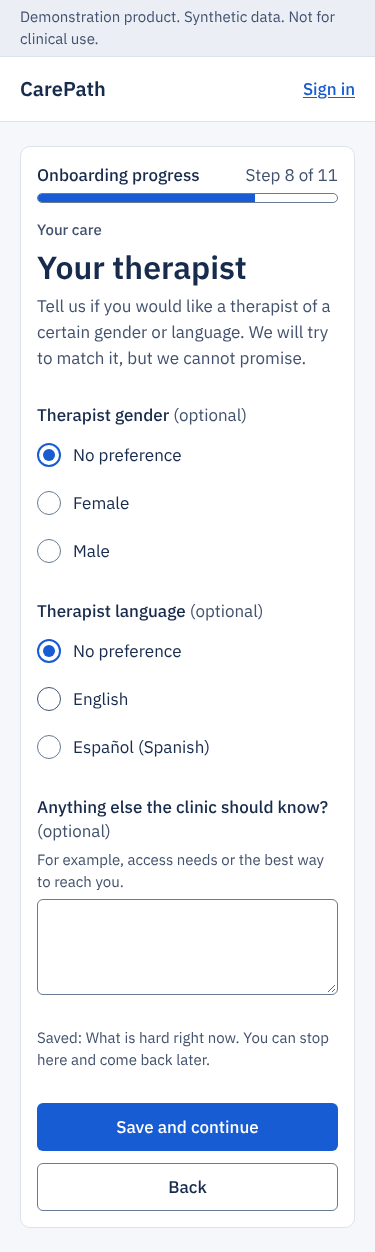 Demonstration product. Synthetic data. Not for
clinical use.
CarePath
Sign in
Onboarding progress
Step 8 of 11
Your care
Your therapist
Tell us if you would like a therapist of a
certain gender or language. We will try
to match it, but we cannot promise.
Therapist gender (optional)
No preference
Female
Male
Therapist language (optional)
No preference
English
Español (Spanish)
Anything else the clinic should know?
(optional)
For example, access needs or the best way
to reach you.
Saved: What is hard right now. You can stop
here and come back later.
Save and continue
Back